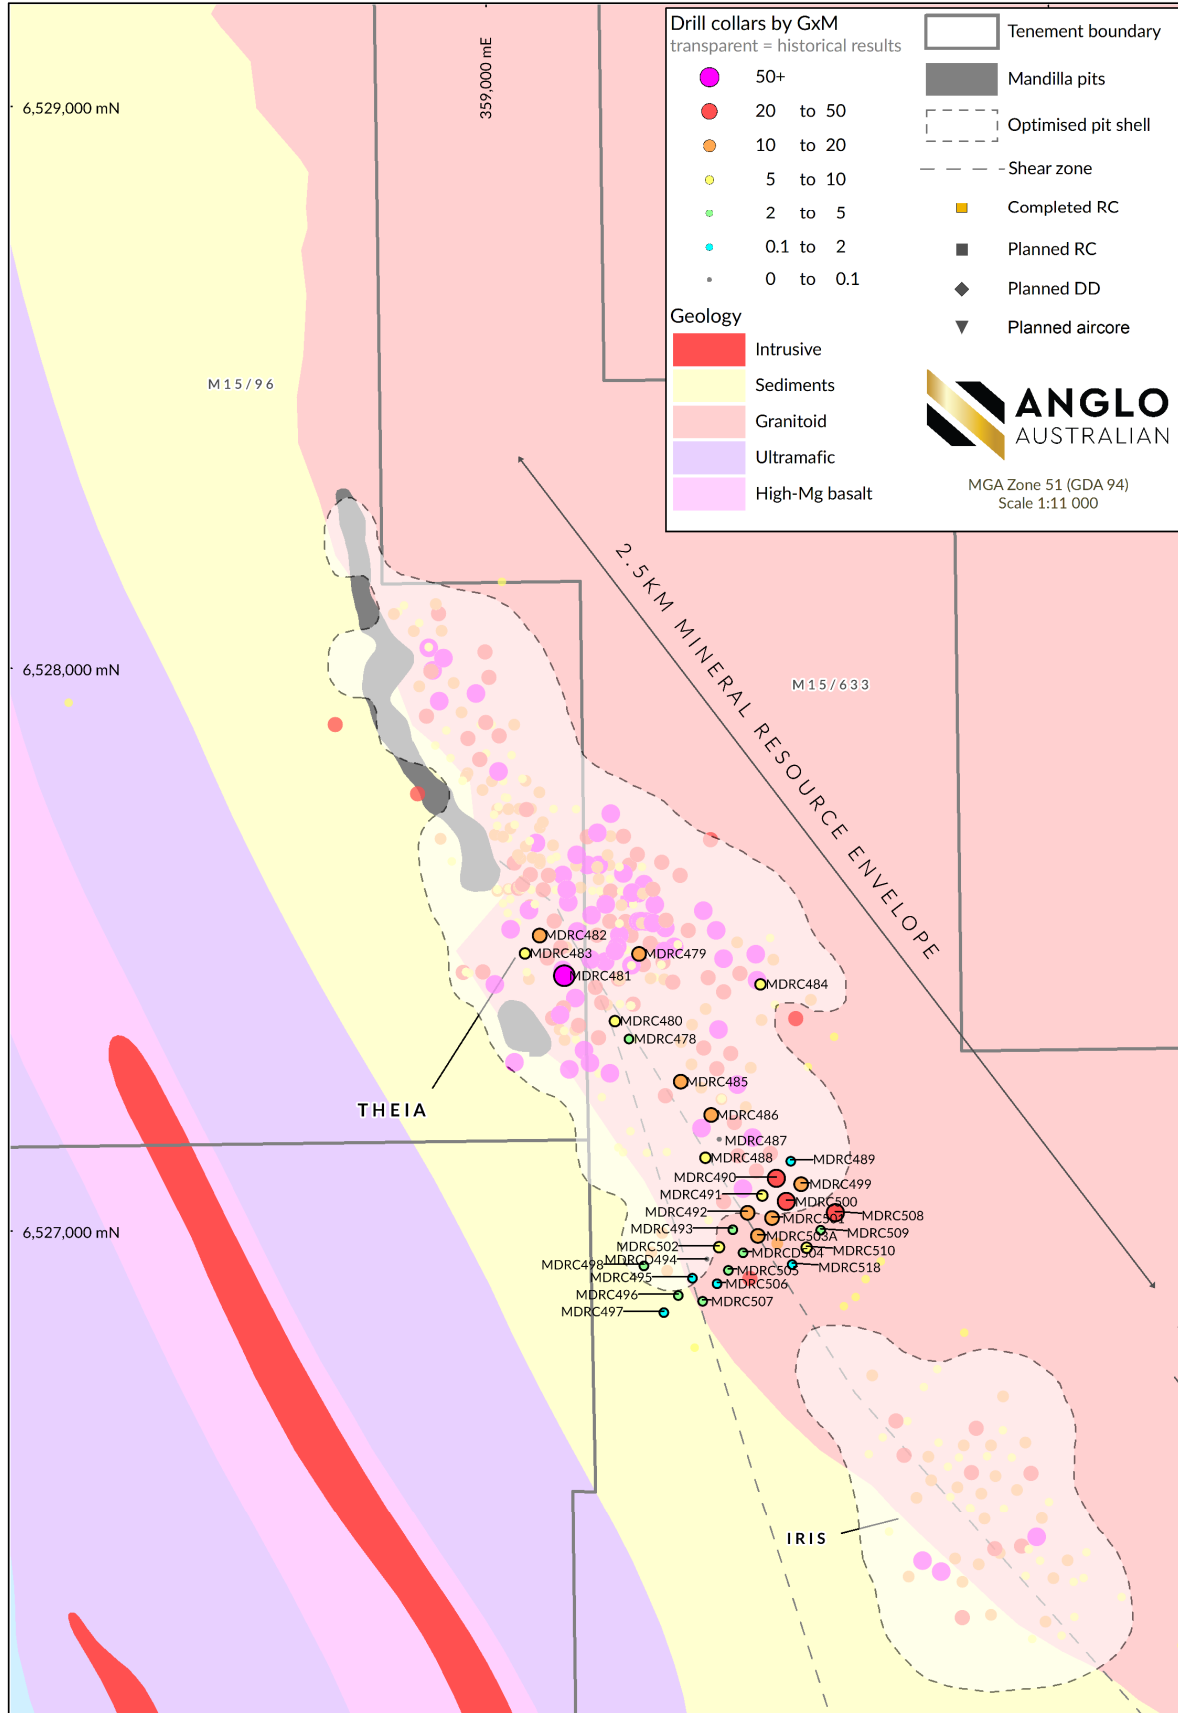 Drill collars by GxM
transparent = historical results
50+
20 to 50
10 to 20
5 to 10
2 to 5
0.1 to 2
0 to 0.1
Geology
Intrusive
Sediments
Granitoid
Ultramafic
High-Mg basalt
Tenement boundary
Mandilla pits
Optimised pit shell
Shear zone
Completed RC
Planned RC
Planned DD
Planned aircore
ANGLO
AUSTRALIAN
MGA Zone 51 (GDA 94)
Scale 1:11 000
359,000 mE
6,529,000 mN
M15/96
2.5KM MINERAL RESOURCE ENVELOPE
6,528,000 mN
M15/633
MDRC482
MDRC483
MDRC479
MDRC481
MDRC484
MDRC480
MDRC478
MDRC485
THEIA
MDRC486
MDRC487
MDRC488
MDRC489
MDRC490
MDRC499
MDRC491
MDRC500
MDRC492
MDRC501
MDRC508
6,527,000 mN
MDRC493
MDRC503A
MDRC509
MDRC502
MDRCD504
MDRC510
MDRCD494
MDRC498
MDRC518
MDRC505
MDRC495
MDRC506
MDRC496
MDRC507
MDRC497
IRIS